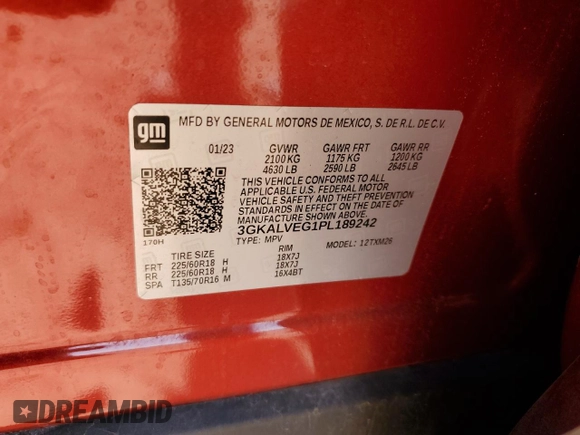 gm
MFD BY GENERAL MOTORS DE MEXICO, S. DE R.L. DE C.V.
01/23 GVWR GAWR FRT GAWR RR
2100 KG 1175 KG 1200 KG
4630 LB 2590 LB 2645 LB
THIS VEHICLE CONFORMS TO ALL
APPLICABLE U.S. FEDERAL MOTOR
VEHICLE SAFETY AND THEFT PREVENTION
STANDARDS IN EFFECT ON THE DATE OF
MANUFACTURE SHOWN ABOVE.
3GKALVEG1PL189242
170H
TYPE: MPV MODEL: 12TXM26
TIRE SIZE RIM
FRT 225/60R18 H 18X7J
RR 225/60R18 H 18X7J
SPA T135/70R16 M 16X4BT
DREAMBID